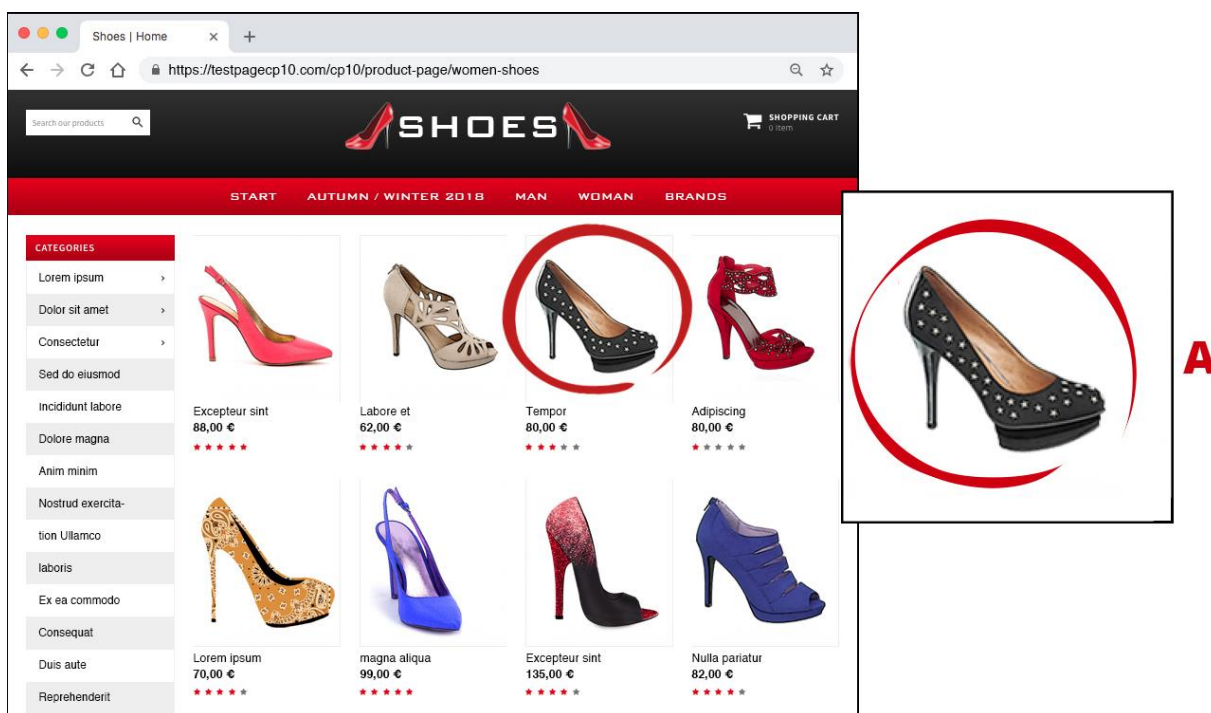 Shoes | Home
https://testpagecp10.com/cp10/product-page/women-shoes
Search our products
SHOES
SHOPPING CART
0 item
START AUTUMN / WINTER 2018 MAN WOMAN BRANDS
CATEGORIES
Lorem ipsum
Dolor sit amet
Consectetur
Sed do eiusmod
Incididunt labore
Dolore magna
Anim minim
Nostrud exercita-
tion Ullamco
laboris
Ex ea commodo
Consequat
Duis aute
Reprehenderit
Excepteur sint
88,00 €
Labore et
62,00 €
Tempor
80,00 €
Adipiscing
80,00 €
Lorem ipsum
70,00 €
magna aliqua
99,00 €
Excepteur sint
135,00 €
Nulla pariatur
82,00 €
A